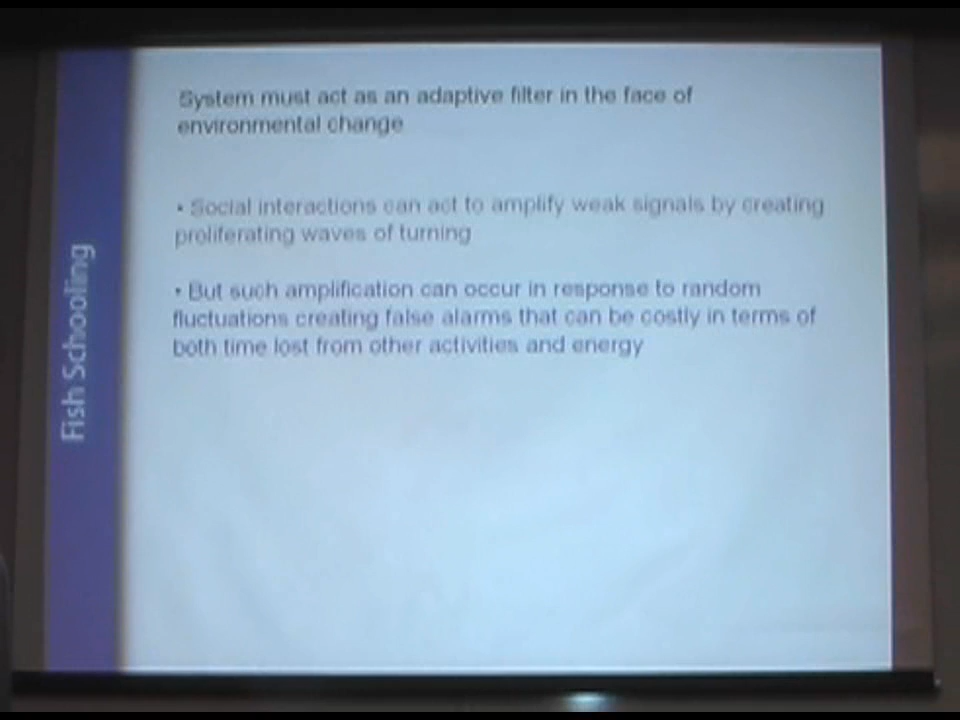 System must act as an adaptive filter in the face of
environmental change
• Social interactions can act to amplify weak signals by creating
proliferating waves of turning
• But such amplification can occur in response to random
fluctuations creating false alarms that can be costly in terms of
both time lost from other activities and energy
Fish Schooling